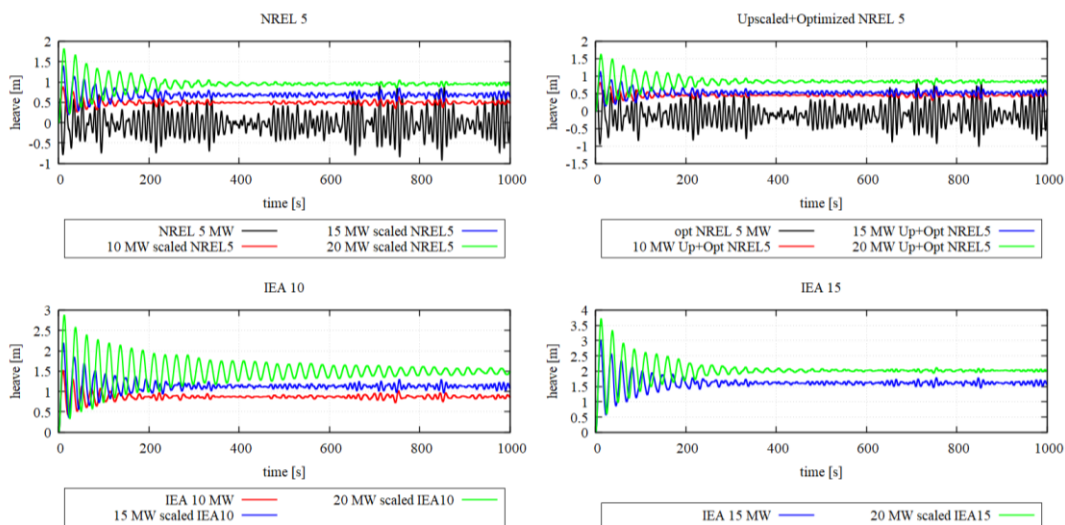 NREL 5
heave [m]
2
1.5
1
0.5
0
-0.5
-1
0 200 400 600 800 1000
time [s]
NREL 5 MW 15 MW scaled NREL5
10 MW scaled NREL5 20 MW scaled NREL5
Upscaled+Optimized NREL 5
heave [m]
2
1.5
1
0.5
0
-0.5
-1
-1.5
0 200 400 600 800 1000
time [s]
opt NREL 5 MW 15 MW Up+Opt NREL5
10 MW Up+Opt NREL5 20 MW Up+Opt NREL5
IEA 10
heave [m]
3
2.5
2
1.5
1
0.5
0
0 200 400 600 800 1000
time [s]
IEA 10 MW 20 MW scaled IEA10
15 MW scaled IEA10
IEA 15
heave [m]
4
3.5
3
2.5
2
1.5
1
0.5
0
0 200 400 600 800 1000
time [s]
IEA 15 MW 20 MW scaled IEA15